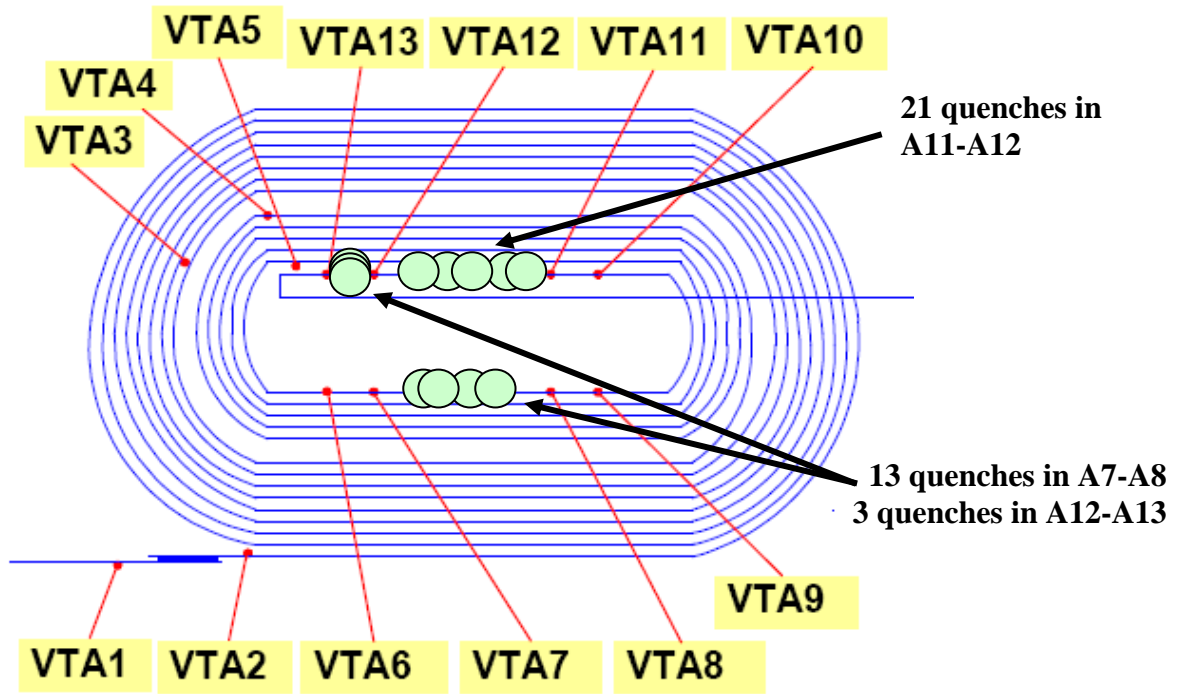 VTA5
VTA13
VTA12
VTA11
VTA10
VTA4
VTA3
21 quenches in
A11-A12
13 quenches in A7-A8
3 quenches in A12-A13
VTA9
VTA1
VTA2
VTA6
VTA7
VTA8